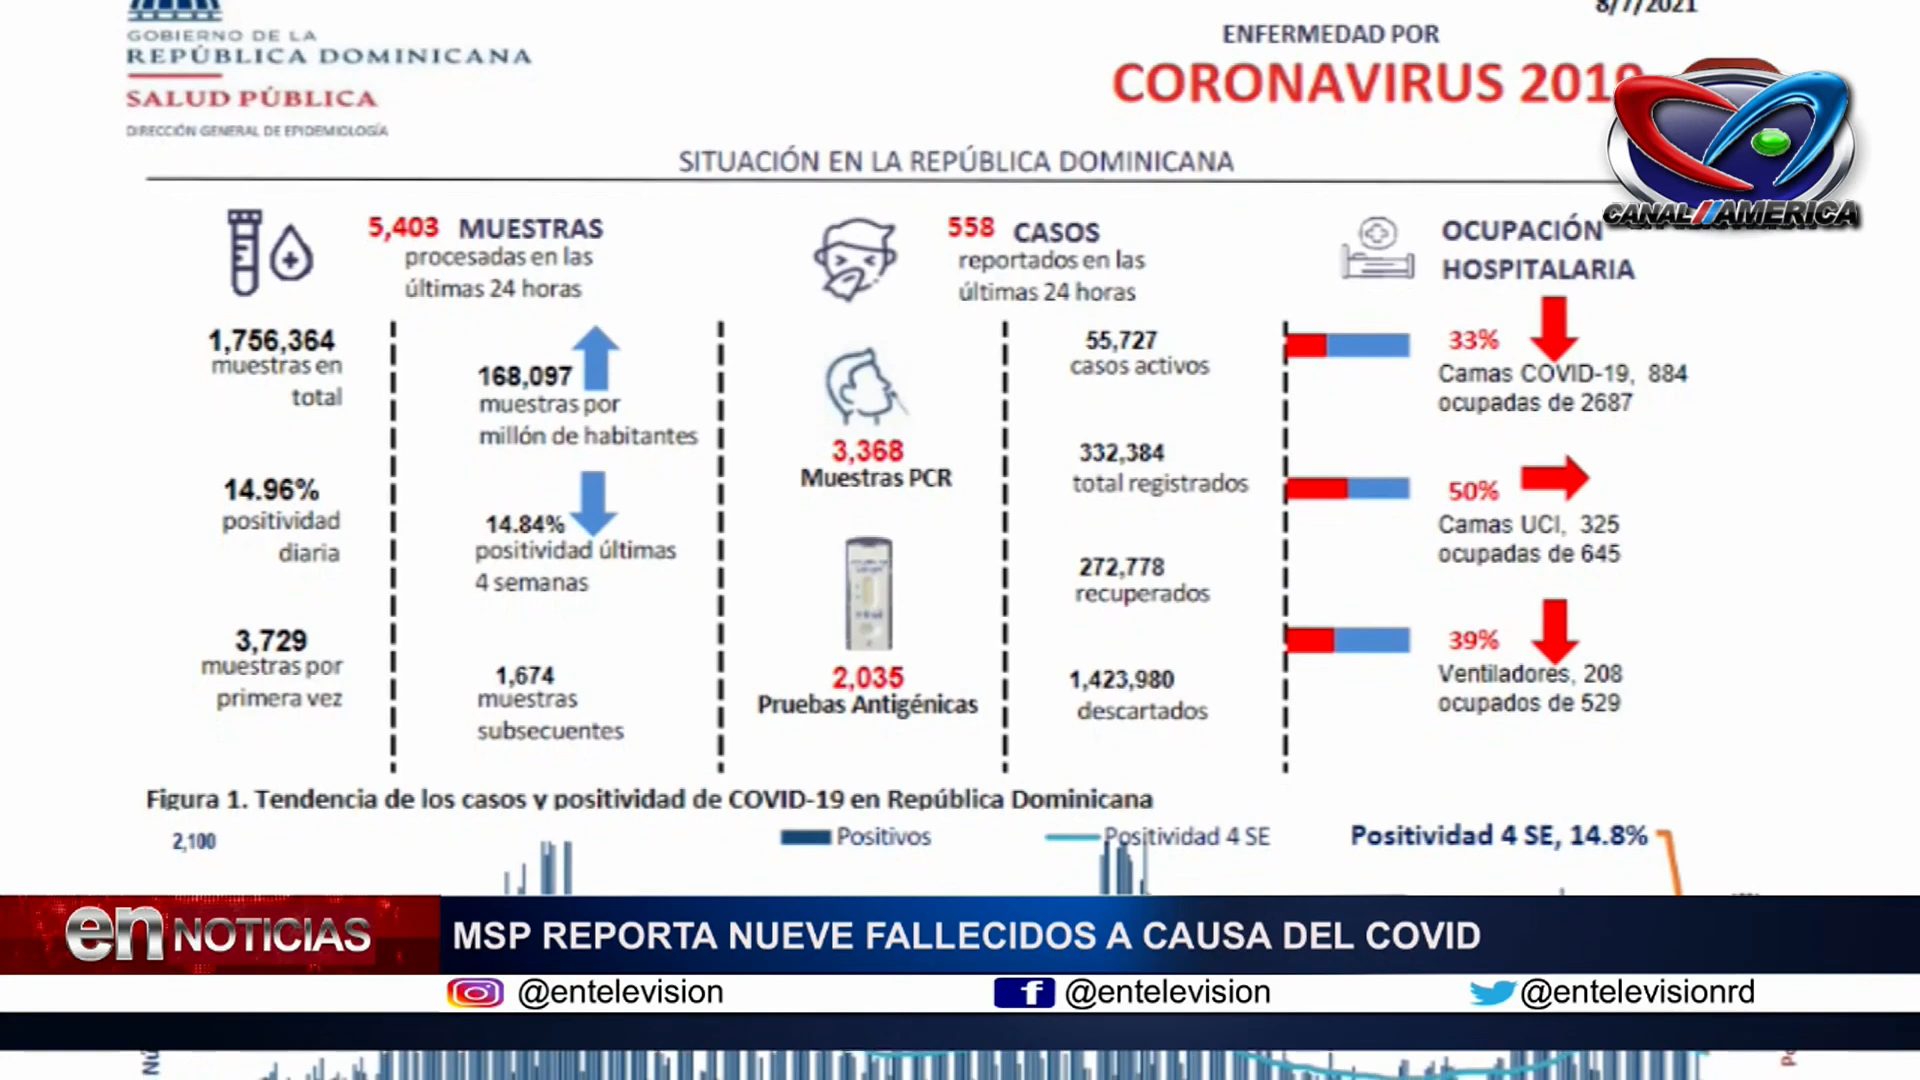 8/7/2021
GOBIERNO DE LA
REPÚBLICA DOMINICANA
SALUD PÚBLICA
DIRECCIÓN GENERAL DE EPIDEMIOLOGÍA
ENFERMEDAD POR
CORONAVIRUS 2019
CANAL AMERICA
SITUACIÓN EN LA REPÚBLICA DOMINICANA
5,403 MUESTRAS
procesadas en las
últimas 24 horas
1,756,364
muestras en
total
14.96%
positividad
diaria
3,729
muestras por
primera vez
168,097
muestras por
millón de habitantes
14.84%
positividad últimas
4 semanas
1,674
muestras
subsecuentes
558 CASOS
reportados en las
últimas 24 horas
3,368
Muestras PCR
2,035
Pruebas Antigénicas
55,727
casos activos
332,384
total registrados
272,778
recuperados
1,423,980
descartados
OCUPACIÓN
HOSPITALARIA
33%
Camas COVID-19, 884
ocupadas de 2687
50%
Camas UCI, 325
ocupadas de 645
39%
Ventiladores, 208
ocupados de 529
Figura 1. Tendencia de los casos y positividad de COVID-19 en República Dominicana
2,100
Positivos
Positividad 4 SE
Positividad 4 SE, 14.8%
en NOTICIAS
MSP REPORTA NUEVE FALLECIDOS A CAUSA DEL COVID
@entelevision
@entelevision
@entelevisionrd